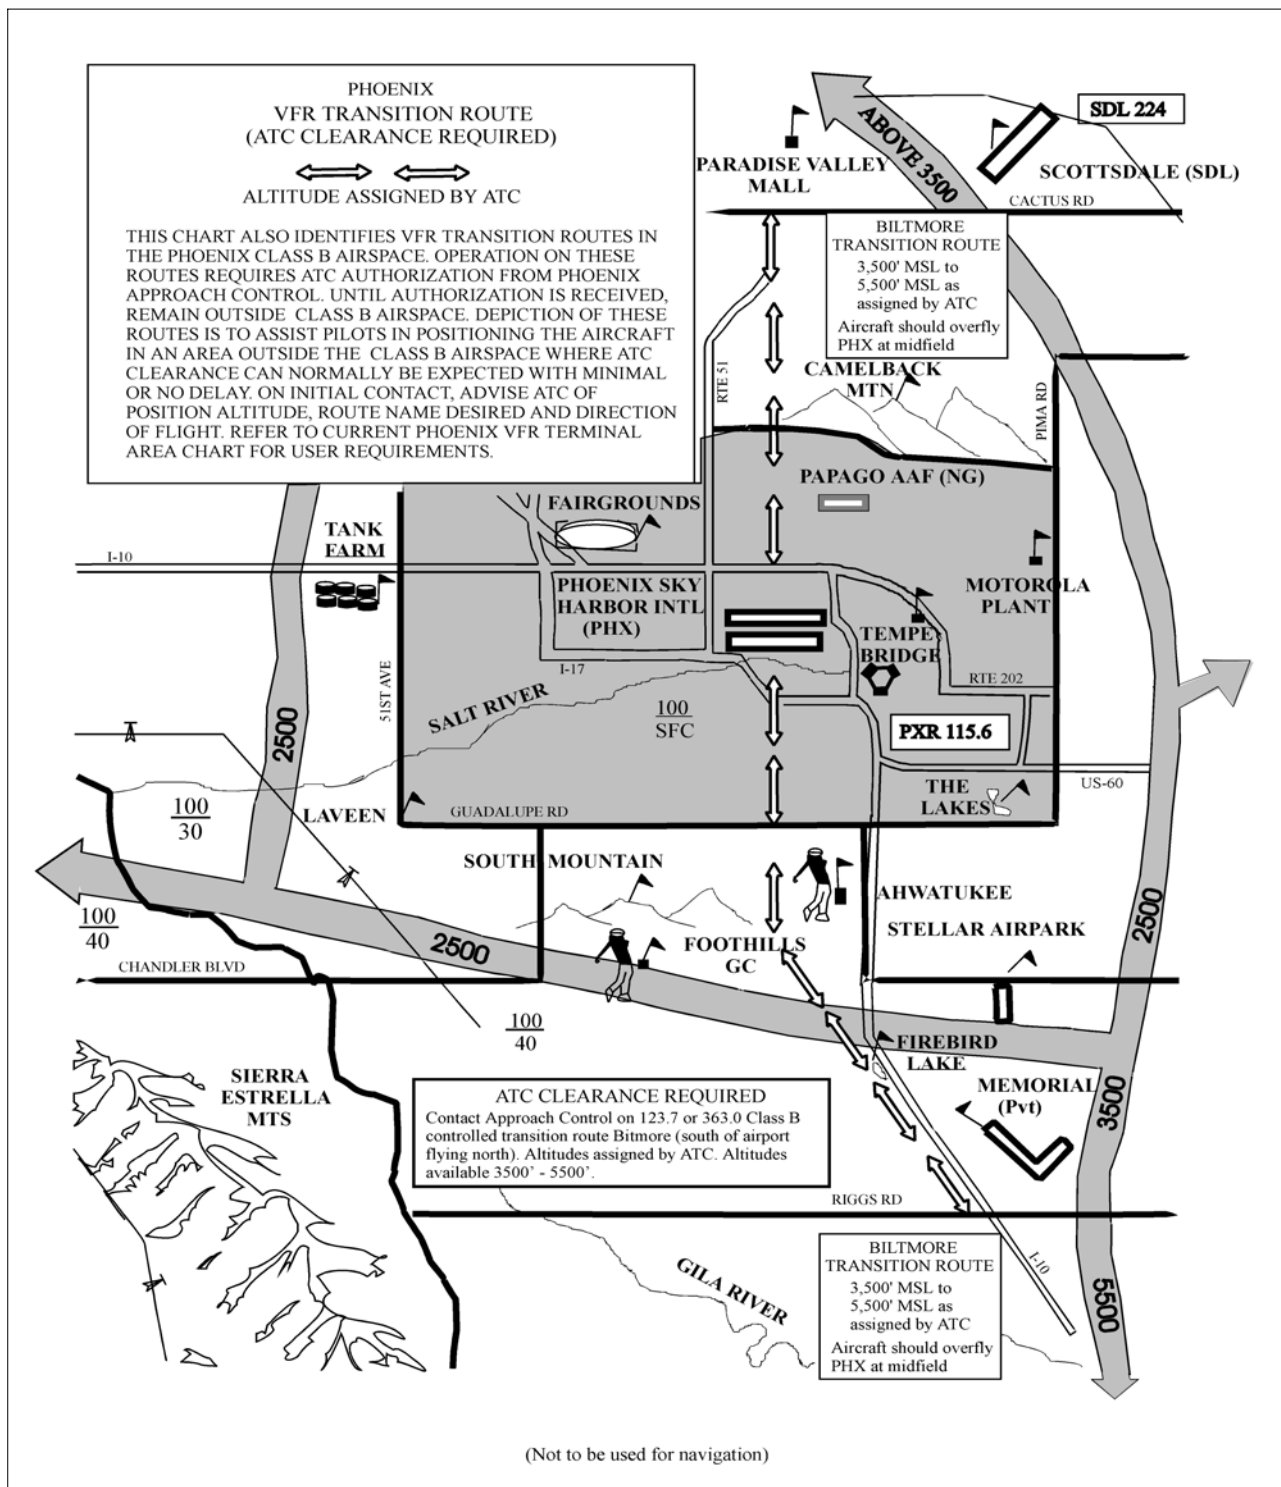 PHOENIX
VFR TRANSITION ROUTE
(ATC CLEARANCE REQUIRED)
ALTITUDE ASSIGNED BY ATC
THIS CHART ALSO IDENTIFIES VFR TRANSITION ROUTES IN
THE PHOENIX CLASS B AIRSPACE. OPERATION ON THESE
ROUTES REQUIRES ATC AUTHORIZATION FROM PHOENIX
APPROACH CONTROL. UNTIL AUTHORIZATION IS RECEIVED,
REMAIN OUTSIDE CLASS B AIRSPACE. DEPICTION OF THESE
ROUTES IS TO ASSIST PILOTS IN POSITIONING THE AIRCRAFT
IN AN AREA OUTSIDE THE CLASS B AIRSPACE WHERE ATC
CLEARANCE CAN NORMALLY BE EXPECTED WITH MINIMAL
OR NO DELAY. ON INITIAL CONTACT, ADVISE ATC OF
POSITION ALTITUDE, ROUTE NAME DESIRED AND DIRECTION
OF FLIGHT. REFER TO CURRENT PHOENIX VFR TERMINAL
AREA CHART FOR USER REQUIREMENTS.
SDL 224
ABOVE 3500
PARADISE VALLEY
MALL
SCOTTSDALE (SDL)
CACTUS RD
BILTMORE
TRANSITION ROUTE
3,500' MSL to
5,500' MSL as
assigned by ATC
Aircraft should overfly
PHX at midfield
RTE 51
CAMELBACK
MTN
PIMA RD
PAPAGO AAF (NG)
FAIRGROUNDS
TANK
FARM
I-10
PHOENIX SKY
HARBOR INTL
(PHX)
MOTOROLA
PLANT
TEMPE
BRIDGE
I-17
RTE 202
51ST AVE
SALT RIVER
100
SFC
PXR 115.6
2500
US-60
THE
LAKES
100
30
LAVEEN
GUADALUPE RD
SOUTH MOUNTAIN
AHWATUKEE
STELLAR AIRPARK
100
40
2500
2500
FOOTHILLS
GC
CHANDLER BLVD
100
40
FIREBIRD
LAKE
SIERRA
ESTRELLA
MTS
MEMORIAL
(Pvt)
3500
ATC CLEARANCE REQUIRED
Contact Approach Control on 123.7 or 363.0 Class B
controlled transition route Bitmore (south of airport
flying north). Altitudes assigned by ATC. Altitudes
available 3500' - 5500'.
RIGGS RD
GILA RIVER
I-10
5500
BILTMORE
TRANSITION ROUTE
3,500' MSL to
5,500' MSL as
assigned by ATC
Aircraft should overfly
PHX at midfield
(Not to be used for navigation)